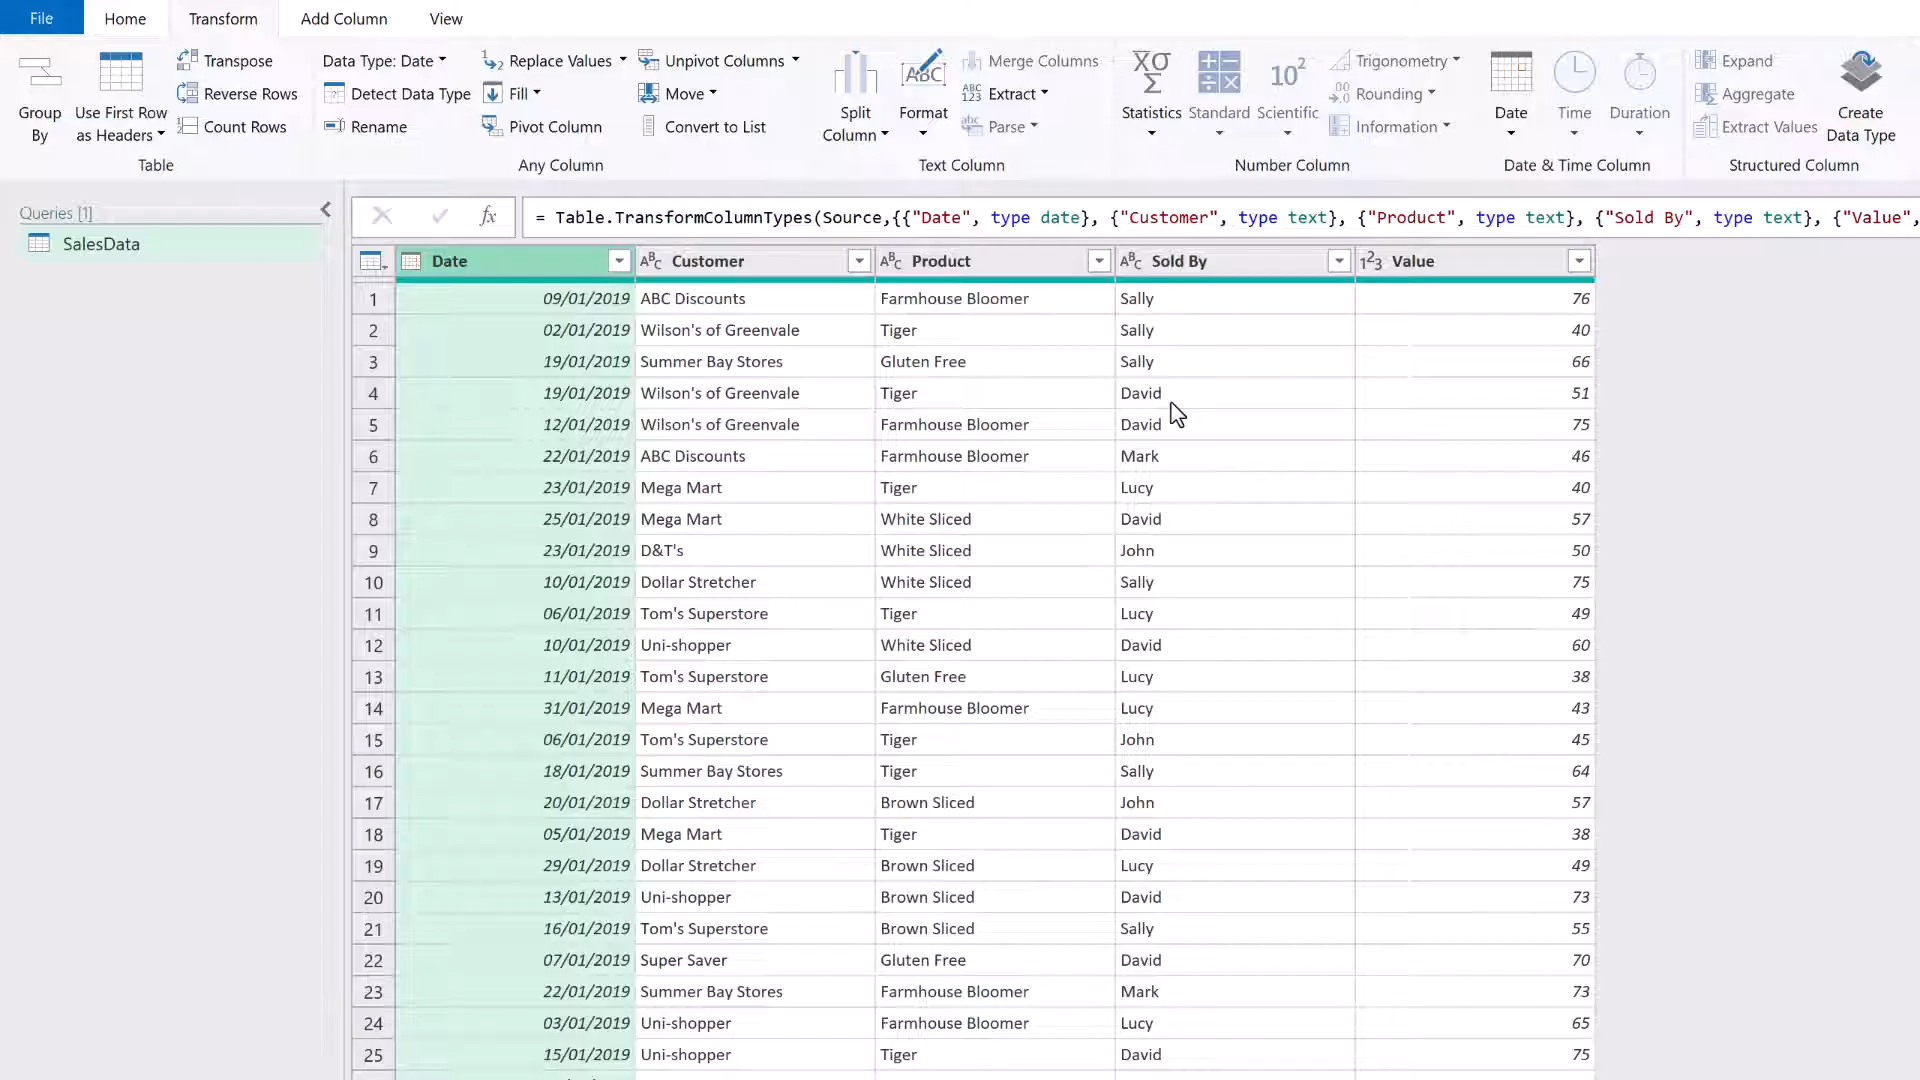 File Home Transform Add Column View
Transpose Data Type: Date Replace Values Unpivot Columns Merge Columns Trigonometry Expand
Group By Use First Row as Headers Reverse Rows Detect Data Type Fill Move Split Column Format Extract Statistics Standard Scientific Rounding Date Time Duration Aggregate Create Data Type
Count Rows Rename Pivot Column Convert to List Parse Information Extract Values
Table Any Column Text Column Number Column Date & Time Column Structured Column
Queries [1] fx = Table.TransformColumnTypes(Source,{{"Date", type date}, {"Customer", type text}, {"Product", type text}, {"Sold By", type text}, {"Value",
SalesData
Date ABC Customer ABC Product ABC Sold By 123 Value
1 09/01/2019 ABC Discounts Farmhouse Bloomer Sally 76
2 02/01/2019 Wilson's of Greenvale Tiger Sally 40
3 19/01/2019 Summer Bay Stores Gluten Free Sally 66
4 19/01/2019 Wilson's of Greenvale Tiger David 51
5 12/01/2019 Wilson's of Greenvale Farmhouse Bloomer David 75
6 22/01/2019 ABC Discounts Farmhouse Bloomer Mark 46
7 23/01/2019 Mega Mart Tiger Lucy 40
8 25/01/2019 Mega Mart White Sliced David 57
9 23/01/2019 D&T's White Sliced John 50
10 10/01/2019 Dollar Stretcher White Sliced Sally 75
11 06/01/2019 Tom's Superstore Tiger Lucy 49
12 10/01/2019 Uni-shopper White Sliced David 60
13 11/01/2019 Tom's Superstore Gluten Free Lucy 38
14 31/01/2019 Mega Mart Farmhouse Bloomer Lucy 43
15 06/01/2019 Tom's Superstore Tiger John 45
16 18/01/2019 Summer Bay Stores Tiger Sally 64
17 20/01/2019 Dollar Stretcher Brown Sliced John 57
18 05/01/2019 Mega Mart Tiger David 38
19 29/01/2019 Dollar Stretcher Brown Sliced Lucy 49
20 13/01/2019 Uni-shopper Brown Sliced David 73
21 16/01/2019 Tom's Superstore Brown Sliced Sally 55
22 07/01/2019 Super Saver Gluten Free David 70
23 22/01/2019 Summer Bay Stores Farmhouse Bloomer Mark 73
24 03/01/2019 Uni-shopper Farmhouse Bloomer Lucy 65
25 15/01/2019 Uni-shopper Tiger David 75